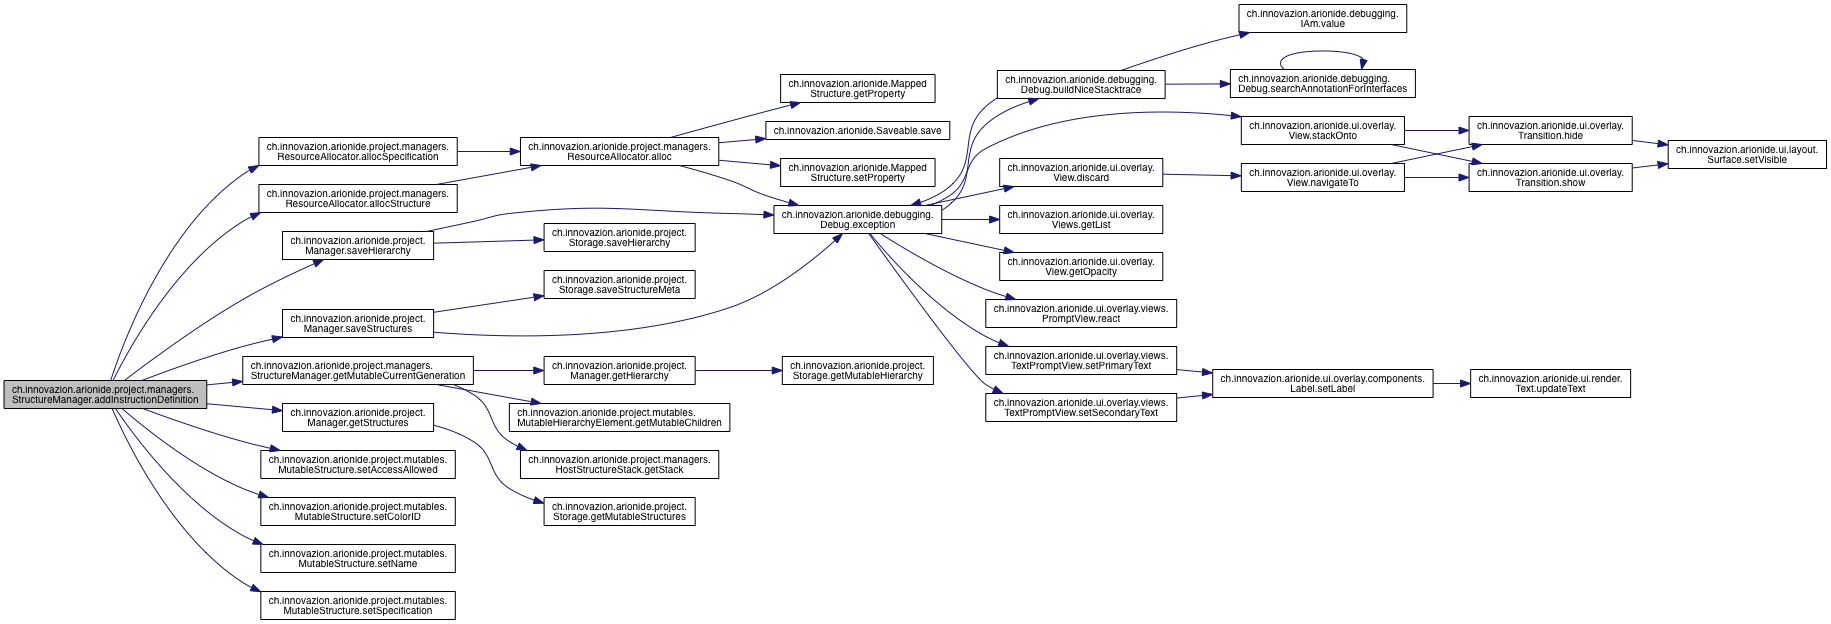 ch.innovazion.arionide.project.managers.
StructureManager.addInstructionDefinition
ch.innovazion.arionide.project.managers.
ResourceAllocator.allocSpecification
ch.innovazion.arionide.project.managers.
ResourceAllocator.allocStructure
ch.innovazion.arionide.project.
Manager.saveHierarchy
ch.innovazion.arionide.project.
Manager.saveStructures
ch.innovazion.arionide.project.managers.
StructureManager.getMutableCurrentGeneration
ch.innovazion.arionide.project.
Manager.getStructures
ch.innovazion.arionide.project.mutables.
MutableStructure.setAccessAllowed
ch.innovazion.arionide.project.mutables.
MutableStructure.setColorID
ch.innovazion.arionide.project.mutables.
MutableStructure.setName
ch.innovazion.arionide.project.mutables.
MutableStructure.setSpecification
ch.innovazion.arionide.project.managers.
ResourceAllocator.alloc
ch.innovazion.arionide.project.
Storage.saveHierarchy
ch.innovazion.arionide.project.
Storage.saveStructureMeta
ch.innovazion.arionide.project.
Manager.getHierarchy
ch.innovazion.arionide.project.mutables.
MutableHierarchyElement.getMutableChildren
ch.innovazion.arionide.project.managers.
HostStructureStack.getStack
ch.innovazion.arionide.project.
Storage.getMutableStructures
ch.innovazion.arionide.Mapped
Structure.getProperty
ch.innovazion.arionide.Saveable.save
ch.innovazion.arionide.Mapped
Structure.setProperty
ch.innovazion.arionide.debugging.
Debug.exception
ch.innovazion.arionide.project.
Storage.getMutableHierarchy
ch.innovazion.arionide.debugging.
Debug.buildNiceStacktrace
ch.innovazion.arionide.ui.overlay.
View.discard
ch.innovazion.arionide.ui.overlay.
Views.getList
ch.innovazion.arionide.ui.overlay.
View.getOpacity
ch.innovazion.arionide.ui.overlay.views.
PromptView.react
ch.innovazion.arionide.ui.overlay.views.
TextPromptView.setPrimaryText
ch.innovazion.arionide.ui.overlay.views.
TextPromptView.setSecondaryText
ch.innovazion.arionide.debugging.
IAm.value
ch.innovazion.arionide.debugging.
Debug.searchAnnotationForInterfaces
ch.innovazion.arionide.ui.overlay.
View.stackOnto
ch.innovazion.arionide.ui.overlay.
View.navigateTo
ch.innovazion.arionide.ui.overlay.components.
Label.setLabel
ch.innovazion.arionide.ui.overlay.
Transition.hide
ch.innovazion.arionide.ui.overlay.
Transition.show
ch.innovazion.arionide.ui.render.
Text.updateText
ch.innovazion.arionide.ui.layout.
Surface.setVisible